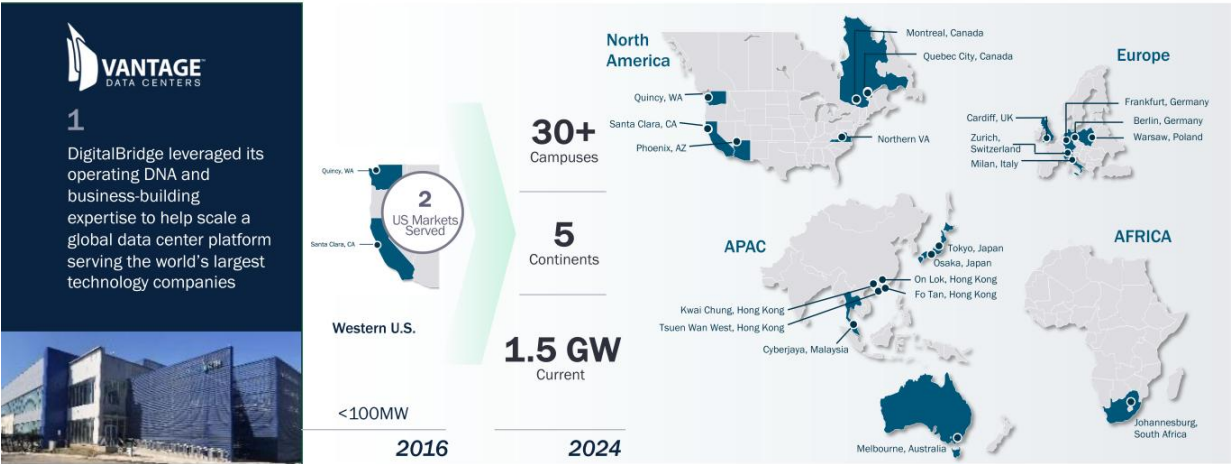 VANTAGE
DATA CENTERS
1
DigitalBridge leveraged its
operating DNA and
business-building
expertise to help scale a
global data center platform
serving the world's largest
technology companies
Quincy, WA
2
US Markets
Served
Santa Clara, CA
Western U.S.
<100MW
2016
30+
Campuses
5
Continents
1.5 GW
Current
2024
North
America
Montreal, Canada
Quebec City, Canada
Quincy, WA
Santa Clara, CA
Phoenix, AZ
Northern VA
Europe
Frankfurt, Germany
Cardiff, UK
Berlin, Germany
Zurich,
Switzerland
Warsaw, Poland
Milan, Italy
APAC
Tokyo, Japan
Osaka, Japan
On Lok, Hong Kong
Fo Tan, Hong Kong
Kwai Chung, Hong Kong
Tsuen Wan West, Hong Kong
Cyberjaya, Malaysia
Melbourne, Australia
AFRICA
Johannesburg,
South Africa